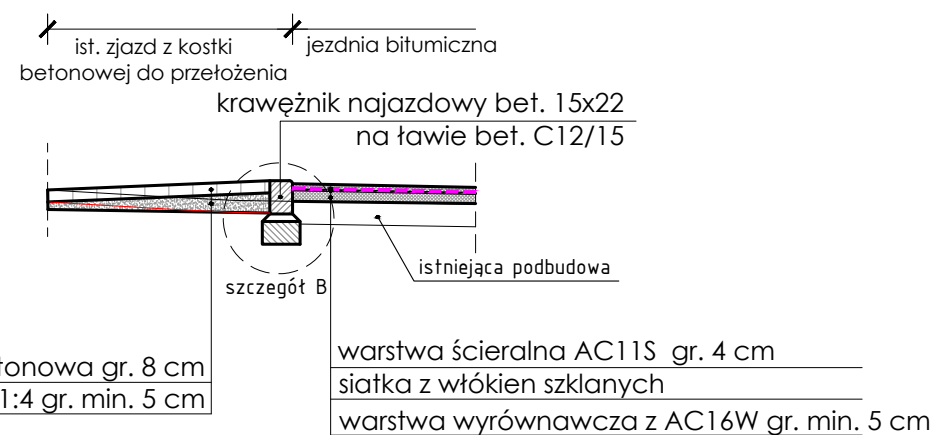 ist. zjazd z kostki
betonowej do przełożenia
jezdnia bitumiczna
krawężnik najazdowy bet. 15x22
na ławie bet. C12/15
istniejąca podbudowa
szczegół B
tonowa gr. 8 cm
1:4 gr. min. 5 cm
warstwa ścieralna AC11S gr. 4 cm
siatka z włókien szklanych
warstwa wyrównawcza z AC16W gr. min. 5 cm